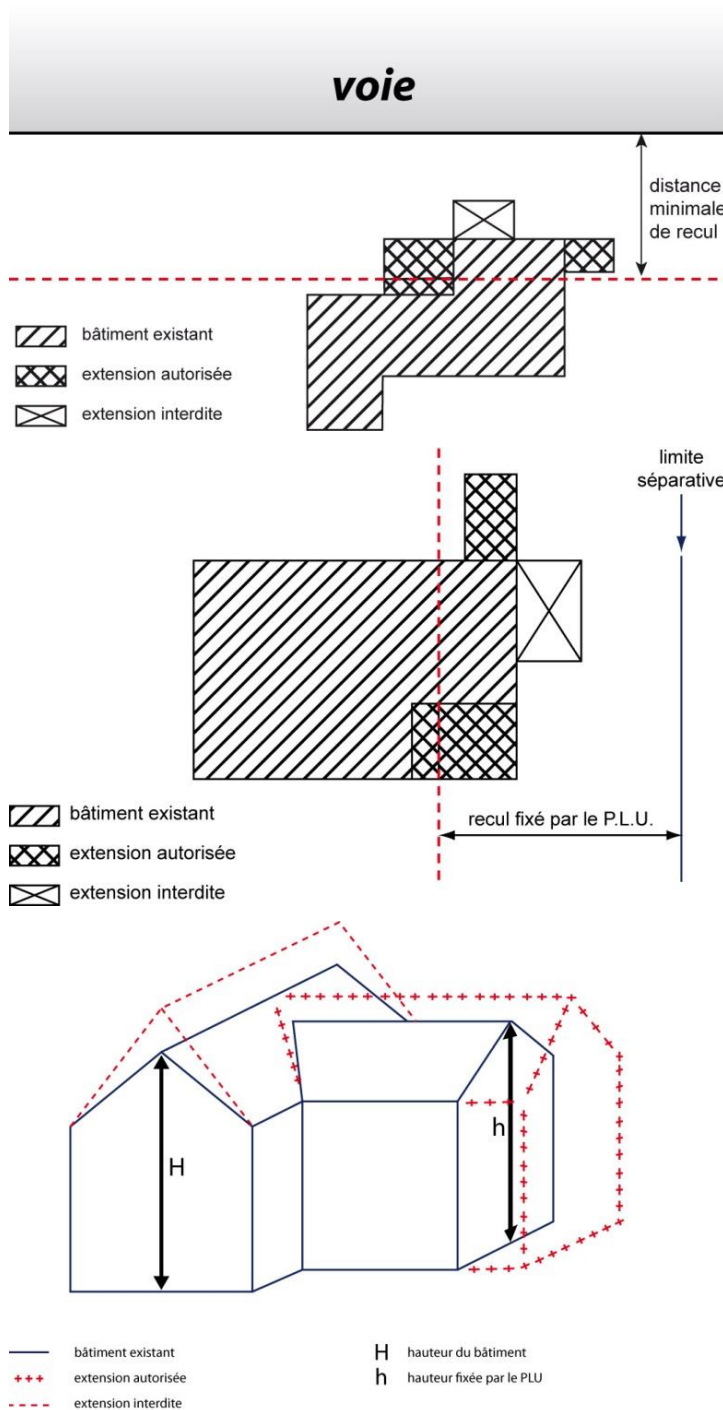 voie
distance
minimale
de recul
bâtiment existant
extension autorisée
extension interdite
limite
séparative
bâtiment existant
extension autorisée
extension interdite
recul fixé par le P.L.U.
H
h
bâtiment existant
extension autorisée
extension interdite
H hauteur du bâtiment
h hauteur fixée par le PLU